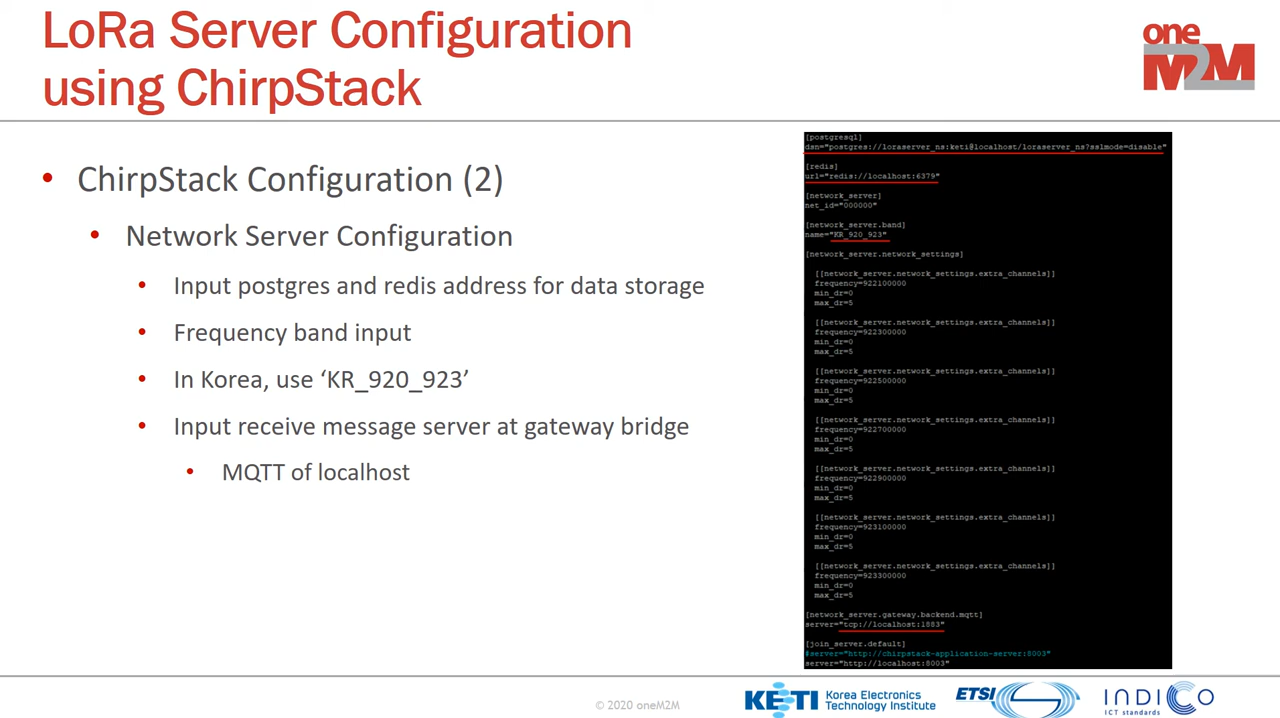 LoRa Server Configuration
using ChirpStack
one
M2M
• ChirpStack Configuration (2)
• Network Server Configuration
• Input postgres and redis address for data storage
• Frequency band input
• In Korea, use ‘KR_920_923’
• Input receive message server at gateway bridge
• MQTT of localhost
[postgresql]
dsn="postgres://loraserver_ns:keti@localhost/loraserver_ns?sslmode=disable"
[redis]
url="redis://localhost:6379"
[network_server]
net_id="000000"
[network_server.band]
name="KR_920_923"
[network_server.network_settings]
[[network_server.network_settings.extra_channels]]
frequency=922100000
min_dr=0
max_dr=5
[[network_server.network_settings.extra_channels]]
frequency=922300000
min_dr=0
max_dr=5
[[network_server.network_settings.extra_channels]]
frequency=922500000
min_dr=0
max_dr=5
[[network_server.network_settings.extra_channels]]
frequency=922700000
min_dr=0
max_dr=5
[[network_server.network_settings.extra_channels]]
frequency=922900000
min_dr=0
max_dr=5
[[network_server.network_settings.extra_channels]]
frequency=923100000
min_dr=0
max_dr=5
[[network_server.network_settings.extra_channels]]
frequency=923300000
min_dr=0
max_dr=5
[network_server.gateway.backend.mqtt]
server="tcp://localhost:1883"
[join_server.default]
#server="http://chirpstack-application-server:8003"
server="http://localhost:8003"
© 2020 oneM2M
KETI
Korea Electronics
Technology Institute
ETSI
INDICO
ICT standards